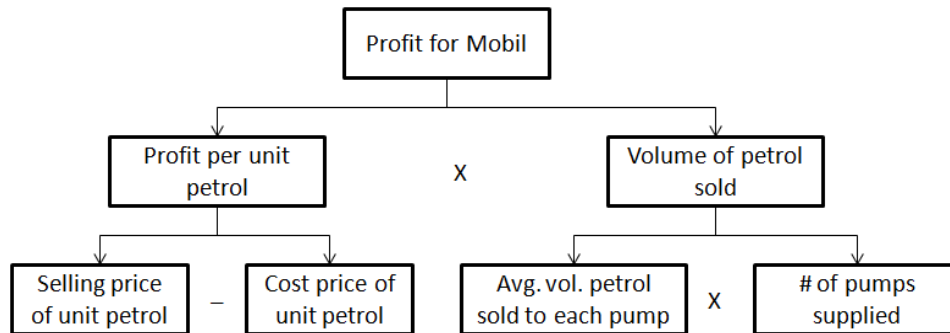 Profit for Mobil
Profit per unit
petrol
X
Volume of petrol
sold
Selling price
of unit petrol
–
Cost price of
unit petrol
Avg. vol. petrol
sold to each pump
X
# of pumps
supplied